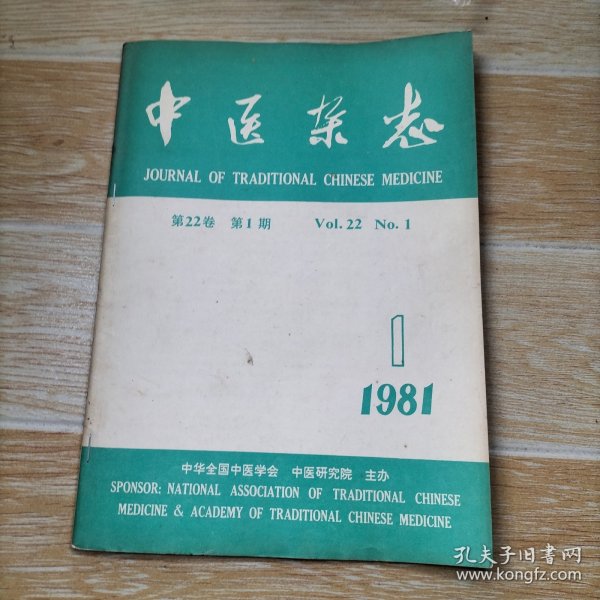 中医杂志
JOURNAL OF TRADITIONAL CHINESE MEDICINE
第22卷 第1期 Vol. 22 No. 1
1
1981
中华全国中医学会 中医研究院 主办
SPONSOR: NATIONAL ASSOCIATION OF TRADITIONAL CHINESE
MEDICINE & ACADEMY OF TRADITIONAL CHINESE MEDICINE
孔夫子旧书网
www.kongfz.com